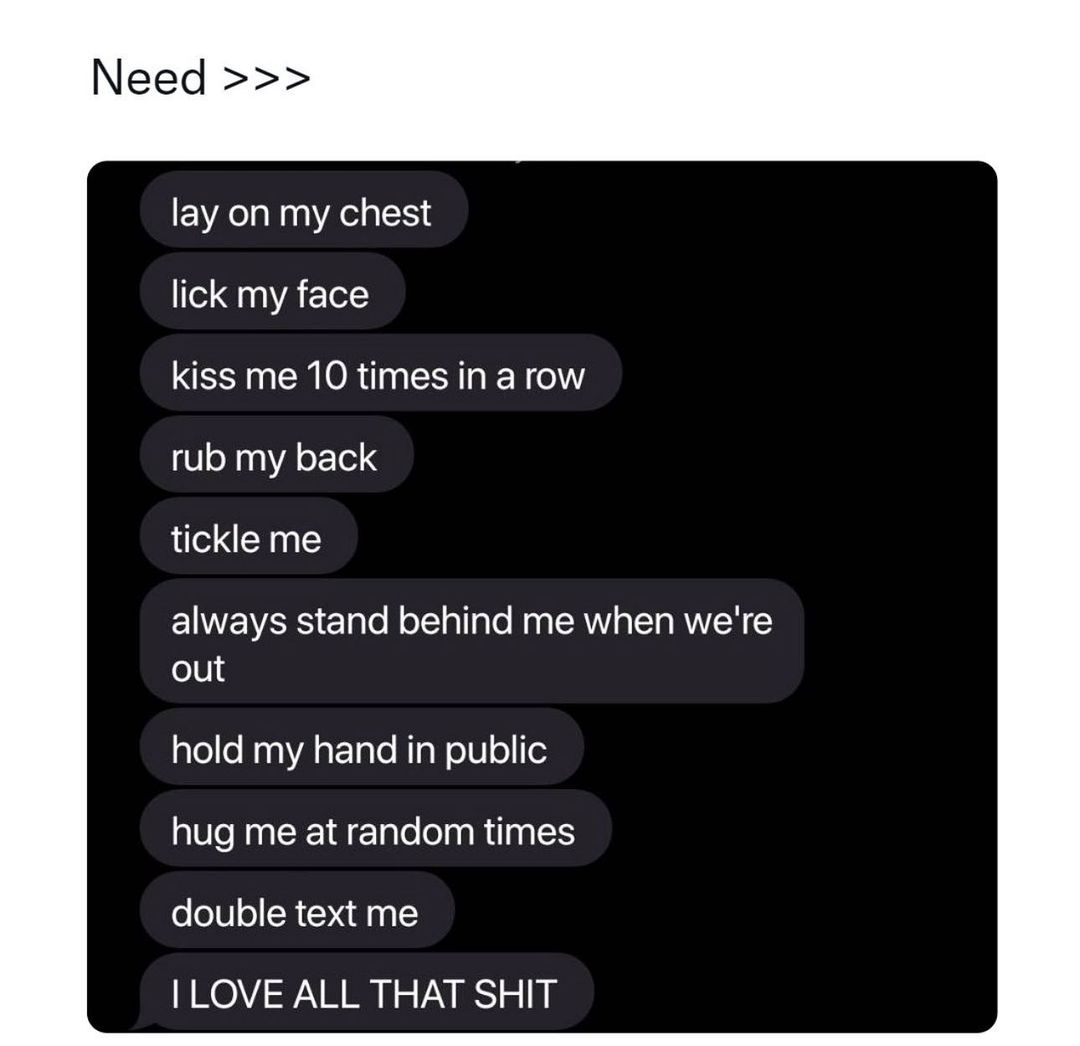 Need >>>
lay on my chest
lick my face
kiss me 10 times in a row
rub my back
tickle me
always stand behind me when we're
out
hold my hand in public
hug me at random times
double text me
I LOVE ALL THAT SHIT